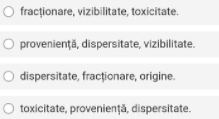 fracționare, vizibilitate, toxicitate.
proveniență, dispersitate, vizibilitate.
dispersitate, fracționare, origine.
toxicitate, proveniență, dispersitate.